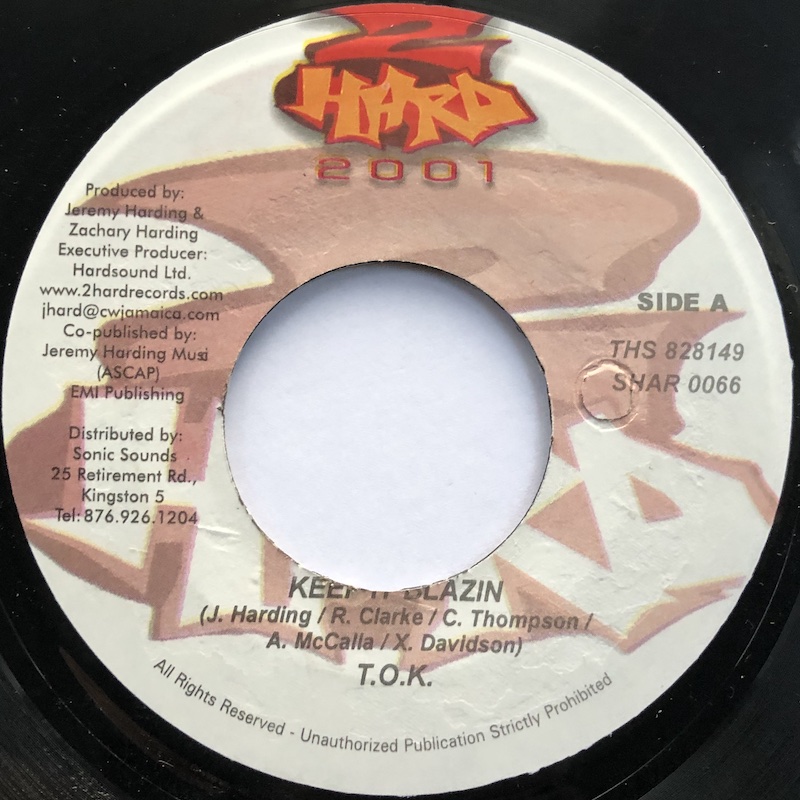 2
HARD
2001
Produced by:
Jeremy Harding &
Zachary Harding
Executive Producer:
Hardsound Ltd.
www.2hardrecords.com
jhard@cwjamaica.com
Co-published by:
Jeremy Harding Musi
(ASCAP)
EMI Publishing
Distributed by:
Sonic Sounds
25 Retirement Rd.,
Kingston 5
Tel: 876.926.1204
SIDE A
THS 828149
SHAR 0066
KEEP IT BLAZIN
(J. Harding / R. Clarke / C. Thompson /
A. McCalla / X. Davidson)
T.O.K.
All Rights Reserved - Unauthorized Publication Strictly Prohibited